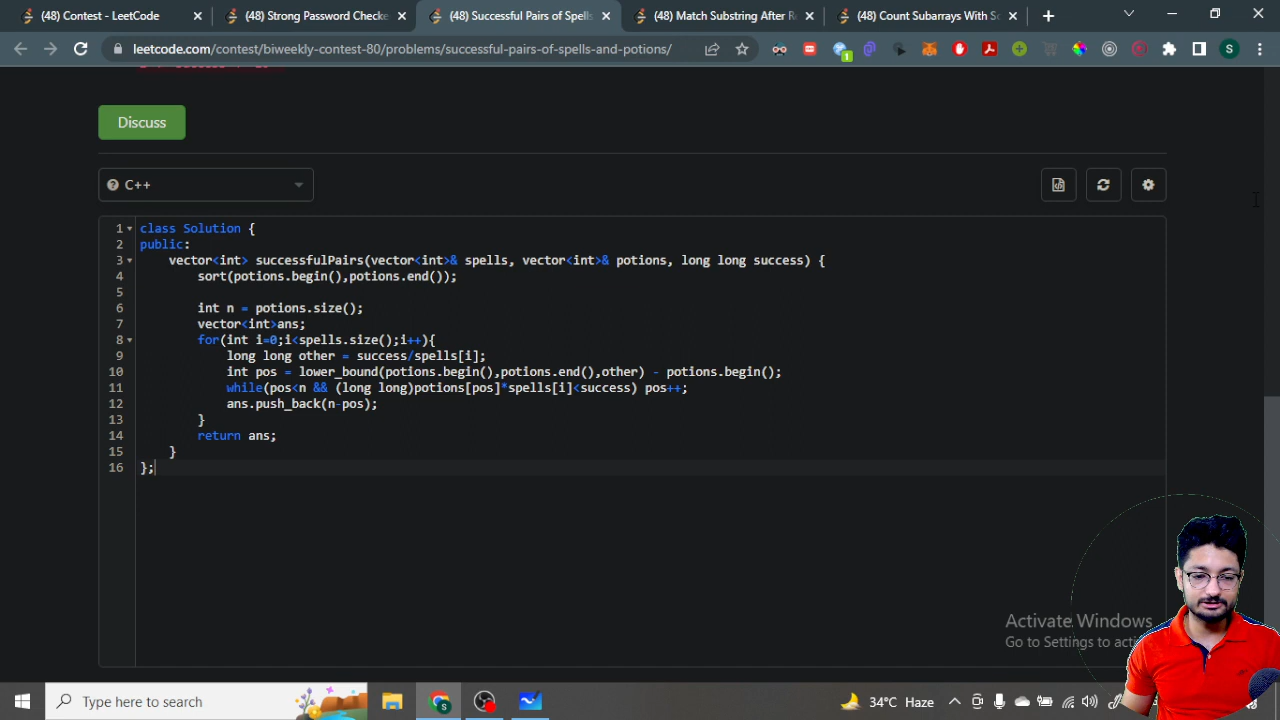 (48) Contest - LeetCode
(48) Strong Password Checke
(48) Successful Pairs of Spells
(48) Match Substring After Re
(48) Count Subarrays With Sc
leetcode.com/contest/biweekly-contest-80/problems/successful-pairs-of-spells-and-potions/
1
S
Discuss
C++
1 class Solution {
2 public:
3 vector<int> successfulPairs(vector<int>& spells, vector<int>& potions, long long success) {
4 sort(potions.begin(),potions.end());
5
6 int n = potions.size();
7 vector<int>ans;
8 for(int i=0;i<spells.size();i++){
9 long long other = success/spells[i];
10 int pos = lower_bound(potions.begin(),potions.end(),other) - potions.begin();
11 while(pos<n && (long long)potions[pos]*spells[i]<success) pos++;
12 ans.push_back(n-pos);
13 }
14 return ans;
15 }
16 };
Activate Windows
Go to Settings to
Type here to search
34°C Haze